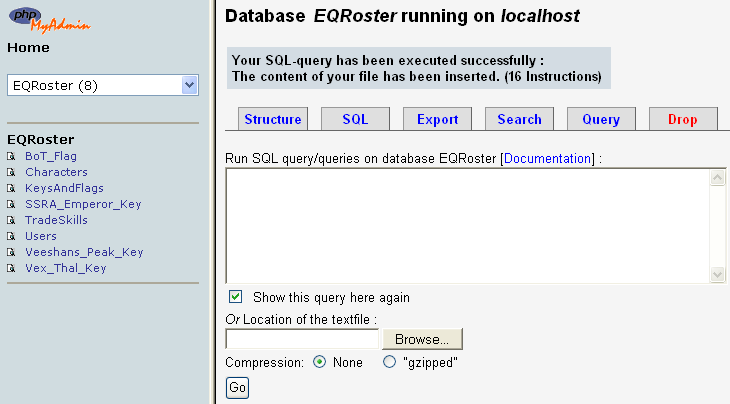 php
MyAdmin
Home
EQRoster (8)
EQRoster
BoT_Flag
Characters
KeysAndFlags
SSRA_Emperor_Key
TradeSkills
Users
Veeshans_Peak_Key
Vex_Thal_Key
Database EQRoster running on localhost
Your SQL-query has been executed successfully :
The content of your file has been inserted. (16 Instructions)
Structure SQL Export Search Query Drop
Run SQL query/queries on database EQRoster [Documentation] :
Show this query here again
Or Location of the textfile :
Browse...
Compression: None "gzipped"
Go